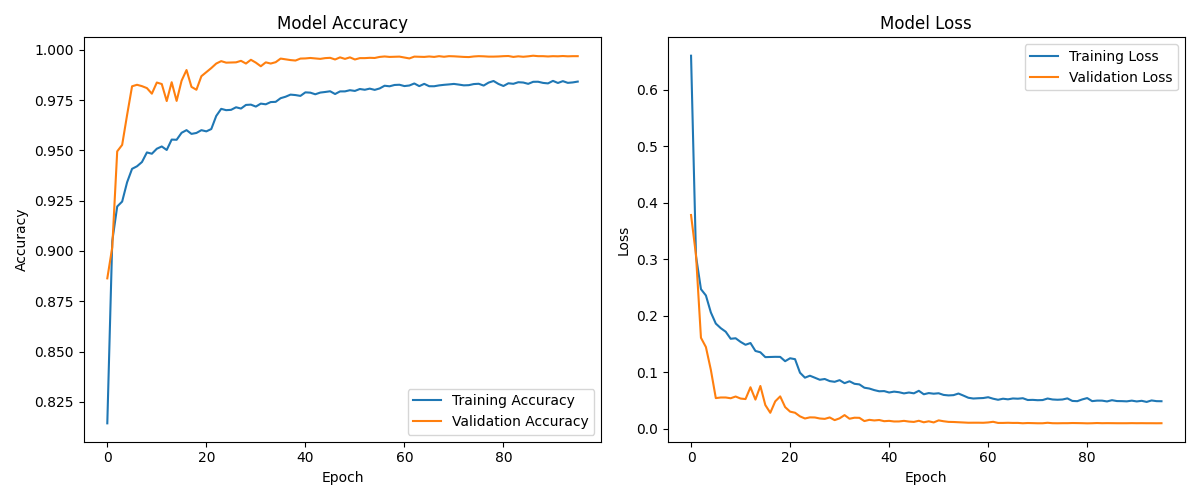 Model Accuracy
1.000
0.975
0.950
0.925
0.900
0.875
0.850
0.825
Accuracy
0
20
40
60
80
Epoch
Training Accuracy
Validation Accuracy
Model Loss
0.6
0.5
0.4
0.3
0.2
0.1
0.0
Loss
0
20
40
60
80
Epoch
Training Loss
Validation Loss